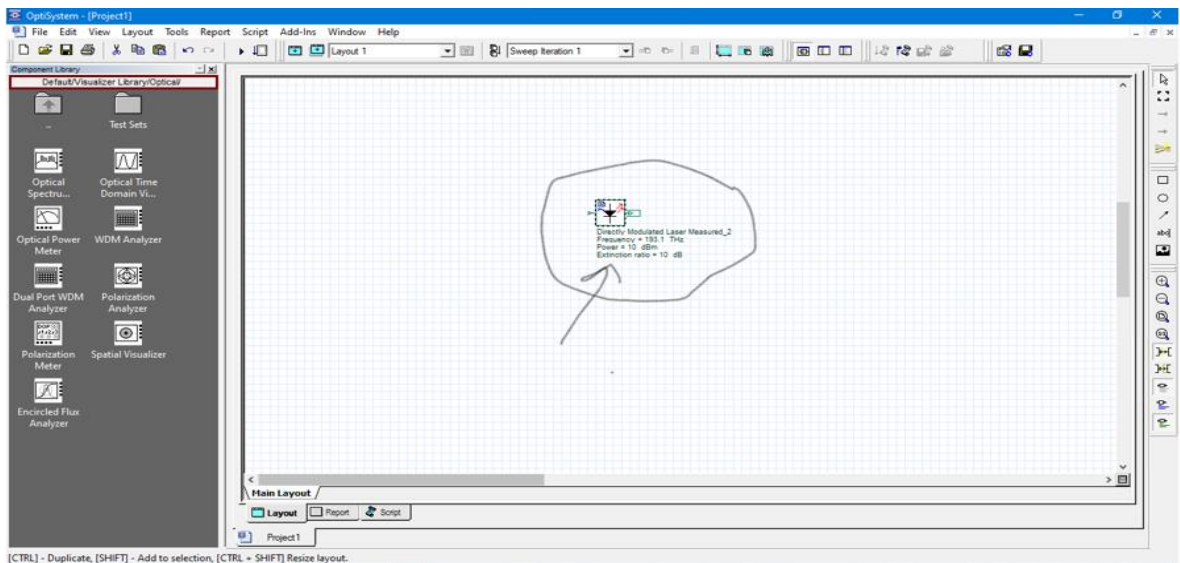 OptiSystem - [Project1]
File Edit View Layout Tools Report Script Add-Ins Window Help
Layout 1
Sweep Iteration 1
Component Library
Default/Visualizer Library/Optical/
..
Test Sets
Optical
Spectru...
Optical Time
Domain Vi...
Optical Power
Meter
WDM Analyzer
Dual Port WDM
Analyzer
Polarization
Analyzer
Polarization
Meter
Spatial Visualizer
Encircled Flux
Analyzer
Directly Modulated Laser Measured_2
Frequency = 193.1 THz
Power = 10 dBm
Extinction ratio = 10 dB
Main Layout
Layout Report Script
Project1
[CTRL] - Duplicate, [SHIFT] - Add to selection, [CTRL + SHIFT] Resize layout.